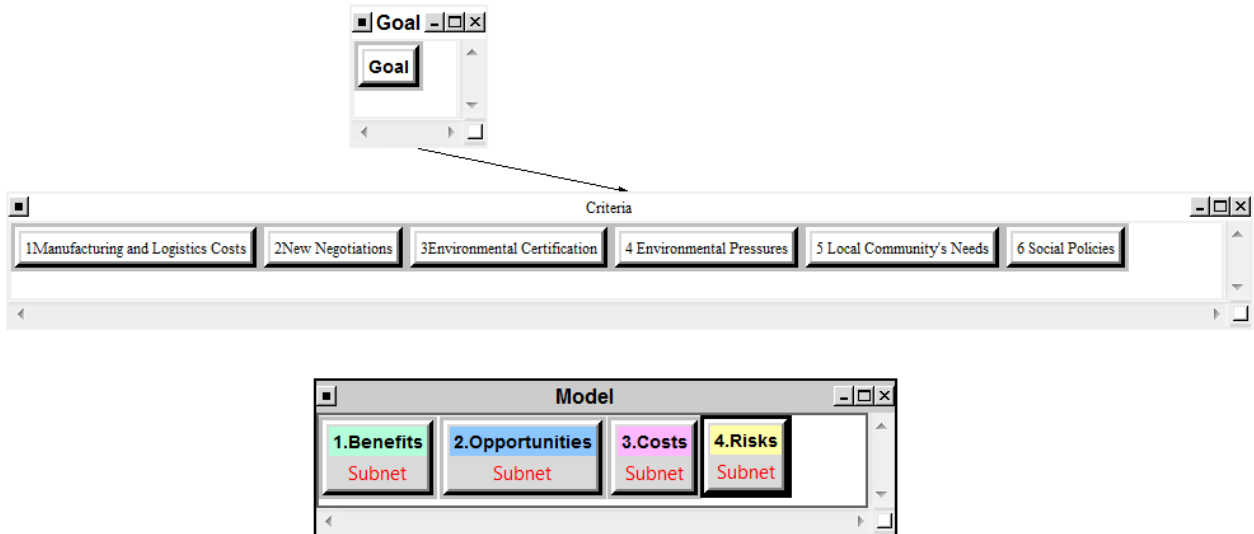 Goal
Goal
Criteria
1Manufacturing and Logistics Costs 2New Negotiations 3Environmental Certification 4 Environmental Pressures 5 Local Community's Needs 6 Social Policies
Model
1.Benefits 2.Opportunities 3.Costs 4.Risks
Subnet Subnet Subnet Subnet